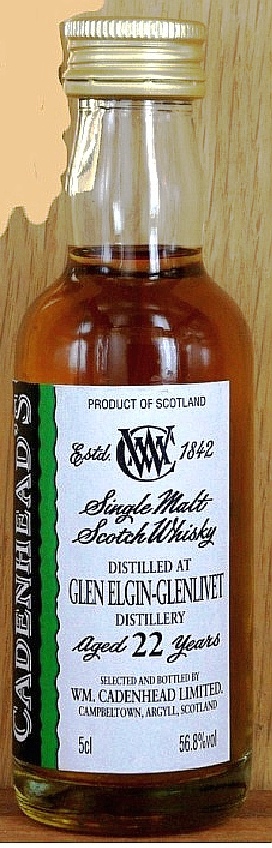 CADENHEAD'S
PRODUCT OF SCOTLAND
Estd. WC 1842
Single Malt
Scotch Whisky
DISTILLED AT
GLEN ELGIN-GLENLIVET
DISTILLERY
Aged 22 Years
SELECTED AND BOTTLED BY
WM. CADENHEAD LIMITED.
CAMPBELTOWN, ARGYLL, SCOTLAND
5cl 56.8%vol